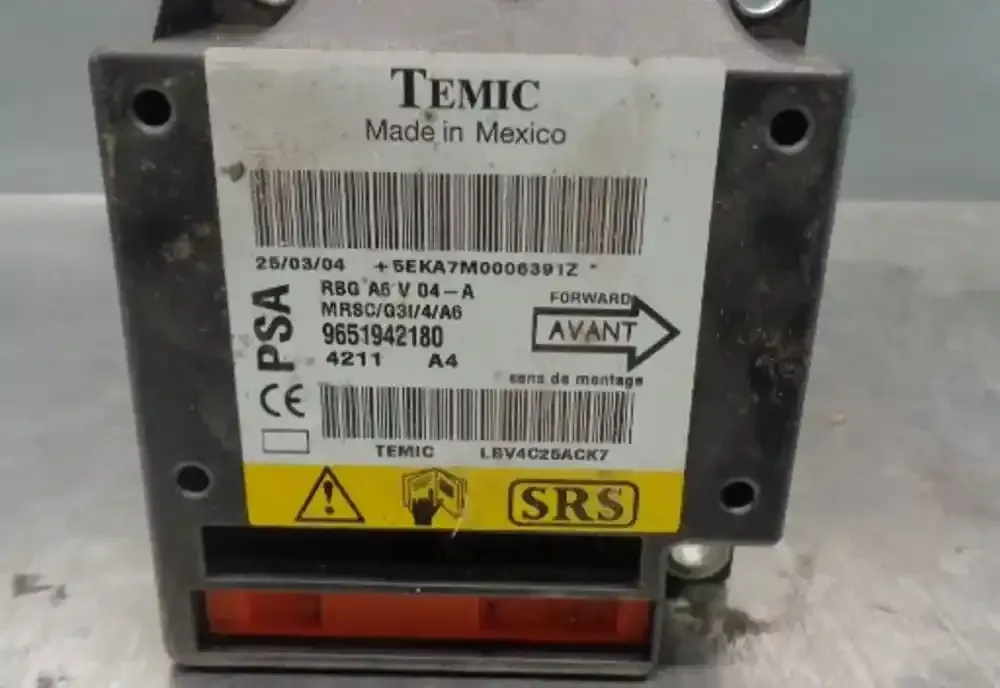 TEMIC
Made in Mexico
25/03/04 +5EKA7M0006391Z *
RBG A6 V 04-A
MRSC/G3I/4/A6
9651942180
4211 A4
PSA
CE
FORWARD
AVANT
sens de montage
TEMIC LBV4C25ACK7
SRS